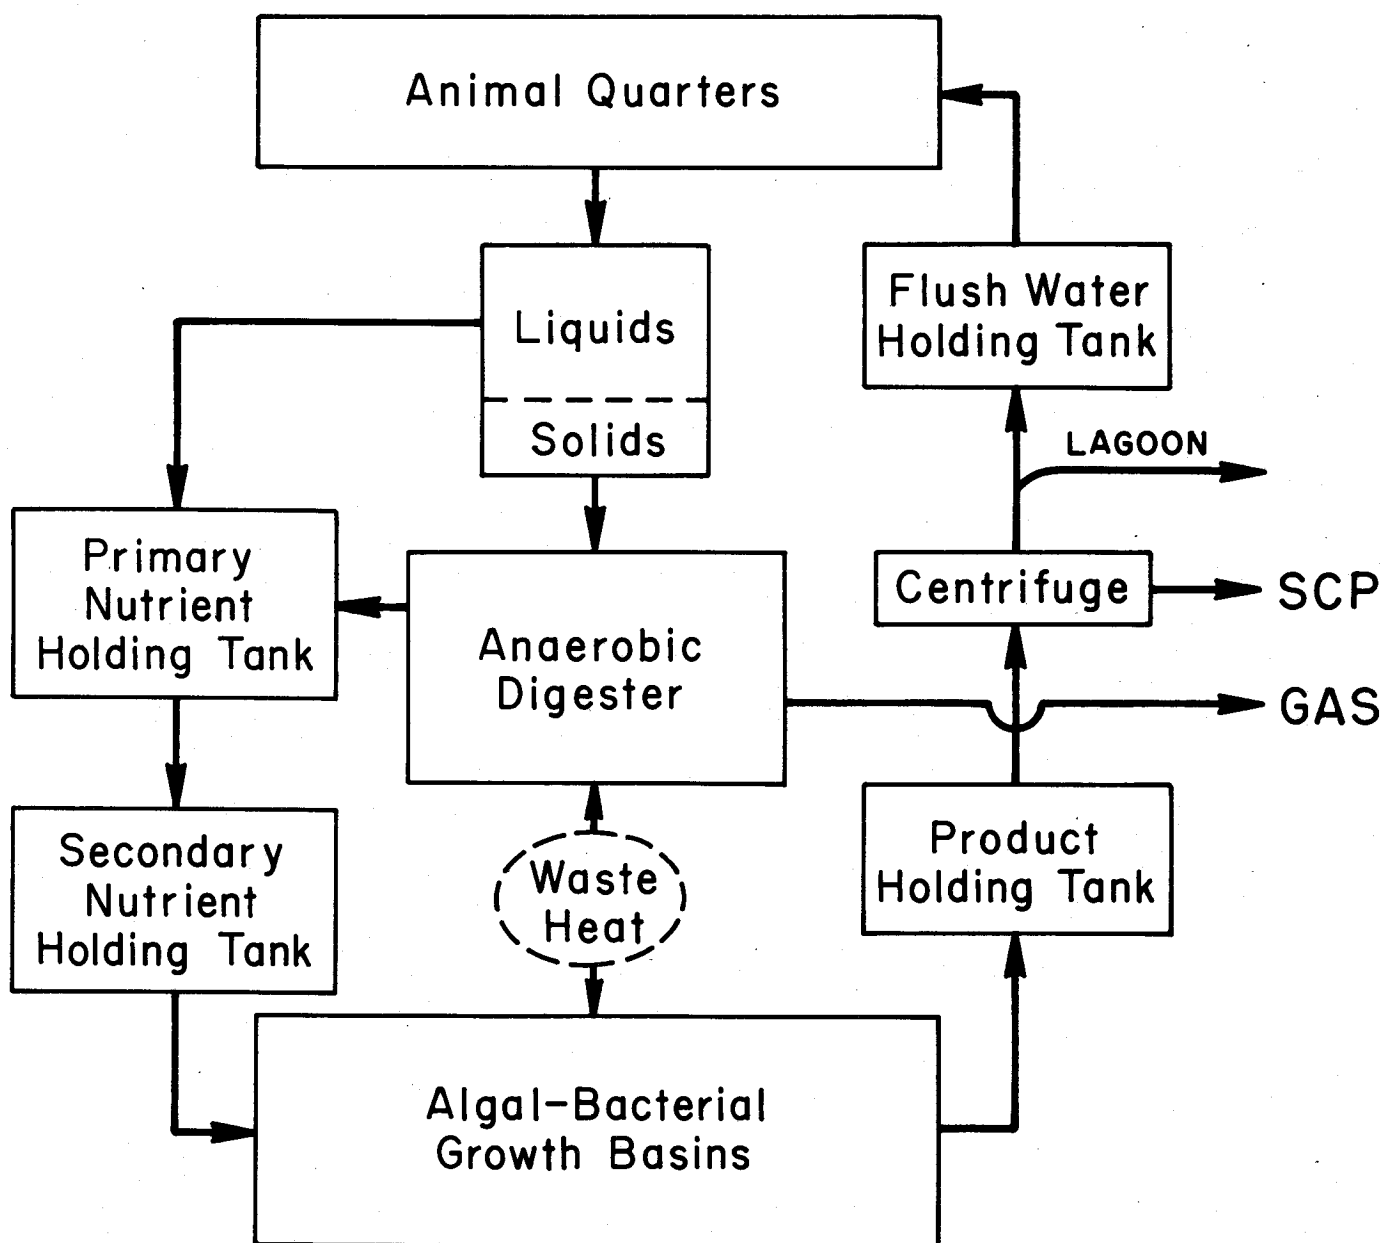 Animal Quarters
Liquids
Solids
Flush Water
Holding Tank
LAGOON
Primary
Nutrient
Holding Tank
Anaerobic
Digester
Centrifuge
SCP
GAS
Secondary
Nutrient
Holding Tank
Waste
Heat
Product
Holding Tank
Algal-Bacterial
Growth Basins